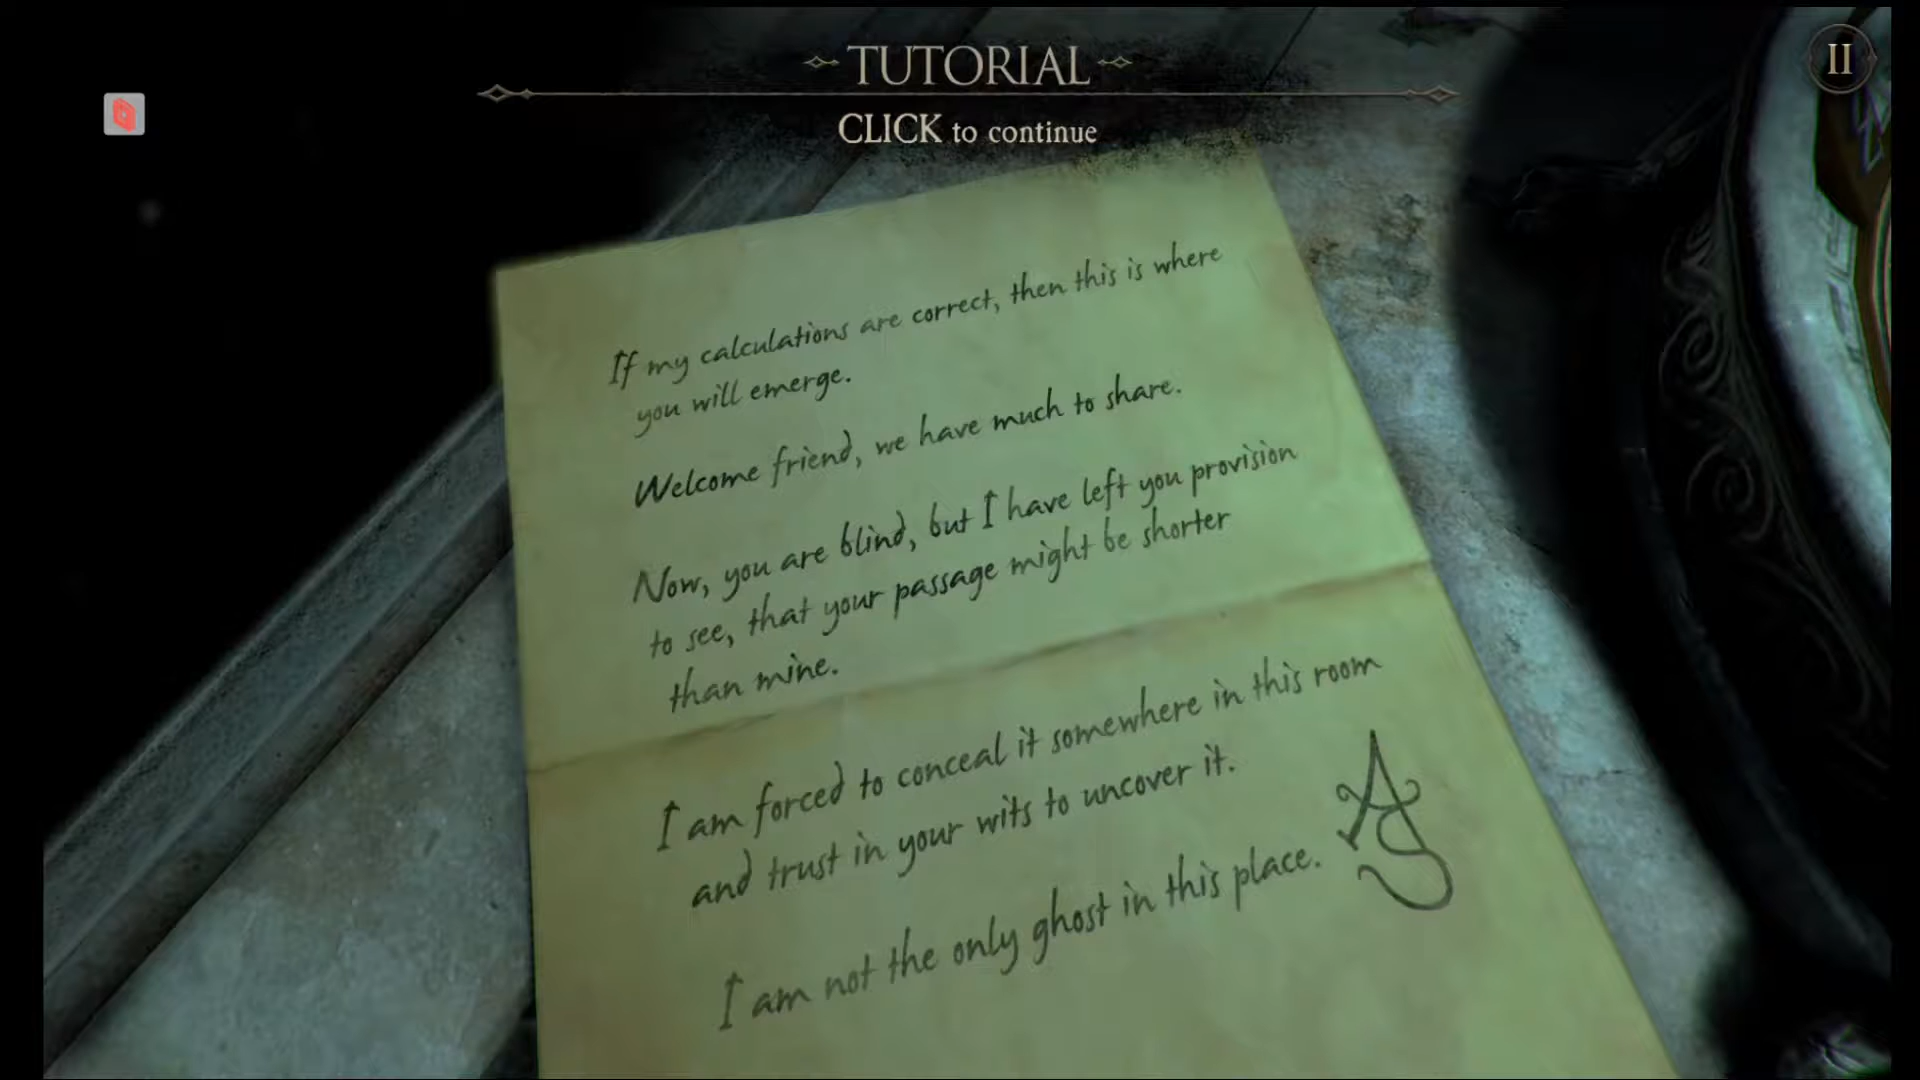 TUTORIAL
II
CLICK to continue
If my calculations are correct, then this is where
you will emerge.
Welcome friend, we have much to share.
Now, you are blind, but I have left you provision
to see, that your passage might be shorter
than mine.
I am forced to conceal it somewhere in this room
and trust in your wits to uncover it.
I am not the only ghost in this place.
AS